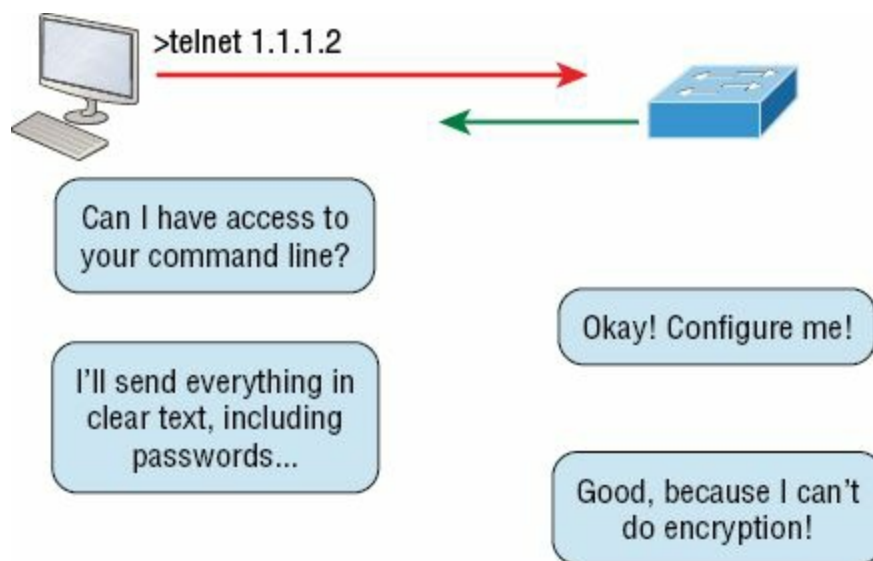 >telnet 1.1.1.2
Can I have access to
your command line?
Okay! Configure me!
I’ll send everything in
clear text, including
passwords...
Good, because I can’t
do encryption!